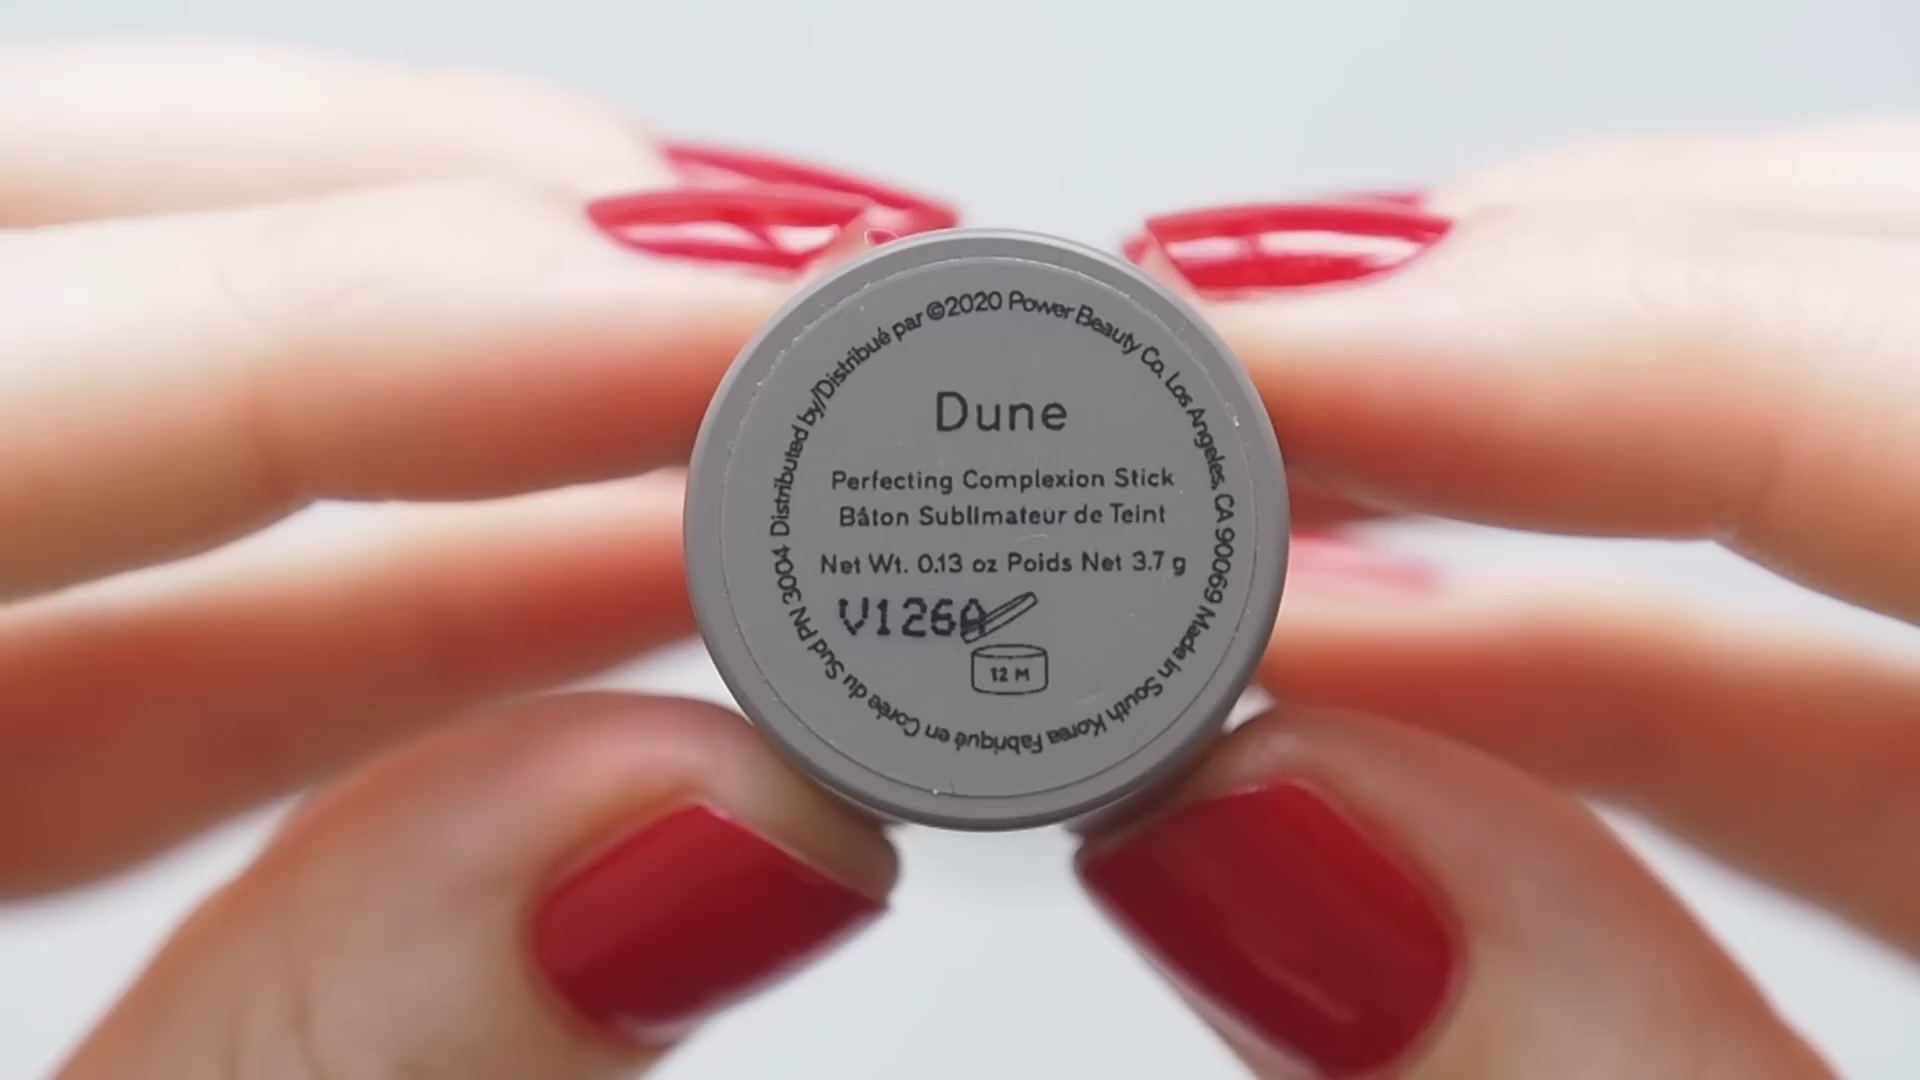 Distributed by/Distribué par ©2020 Power Beauty Co. Los Angeles, CA 90069 Made in South Korea Fabriqué en Corée du Sud PN 3004
Dune
Perfecting Complexion Stick
Bâton Sublimateur de Teint
Net Wt. 0.13 oz Poids Net 3.7 g
V126A
12 M